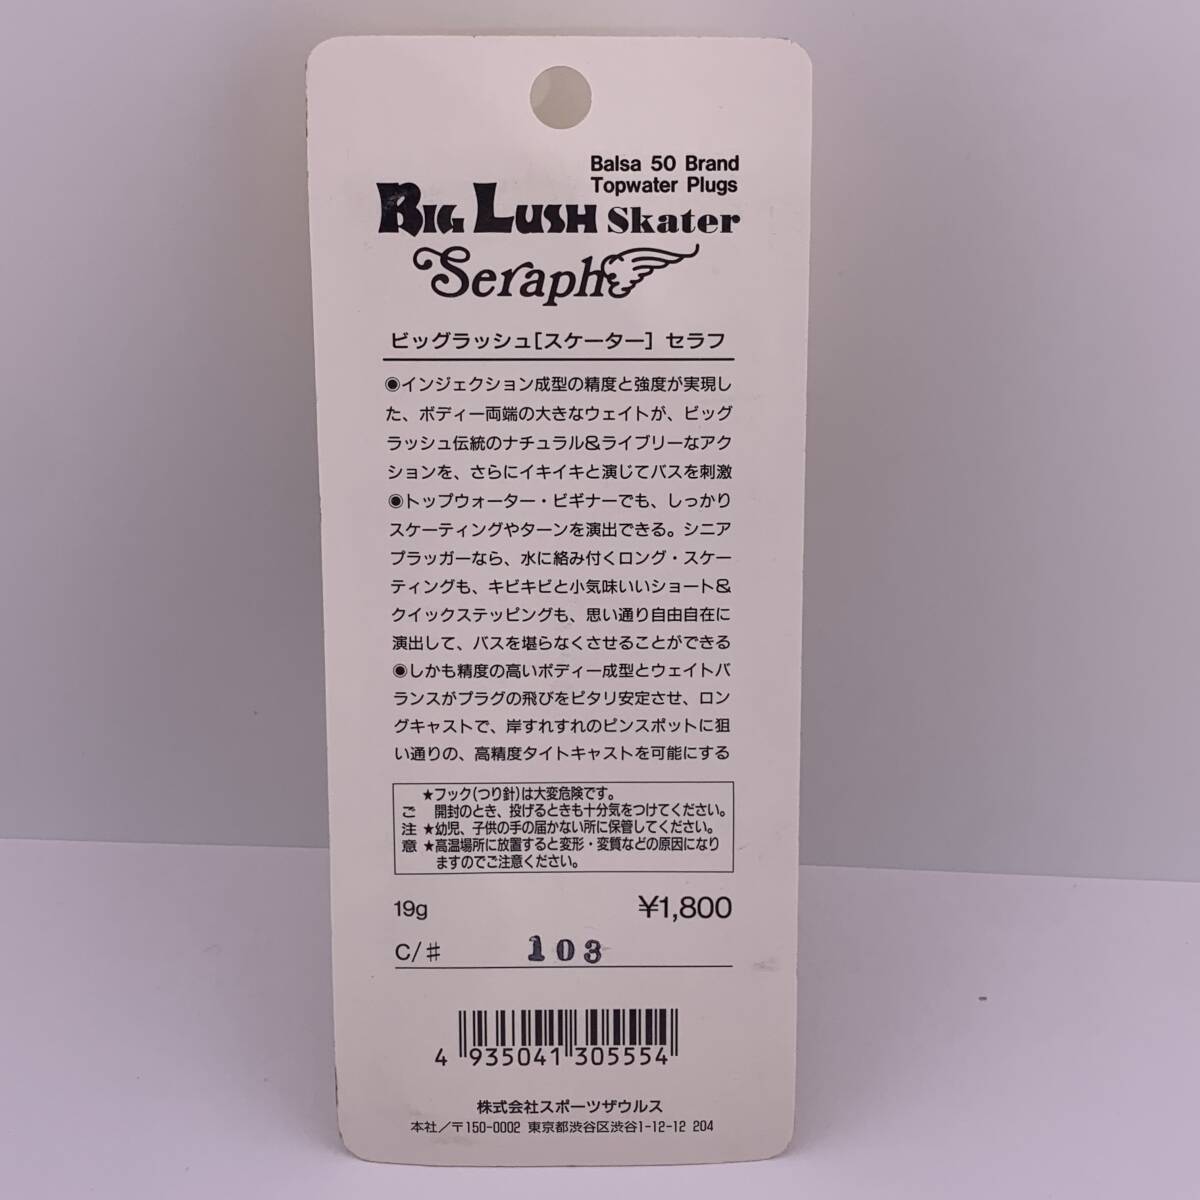 Balsa 50 Brand
Topwater Plugs
BIG LUSH Skater
Seraph
ビッグラッシュ[スケーター] セラフ
◉インジェクション成型の精度と強度が実現し
た、ボディー両端の大きなウェイトが、ビッグ
ラッシュ伝統のナチュラル&ライブリーなアク
ションを、さらにイキイキと演じてバスを刺激
◉トップウォーター・ビギナーでも、しっかり
スケーティングやターンを演出できる。シニア
プラッガーなら、水に絡み付くロング・スケー
ティングも、キビキビと小気味いいショート&
クイックステッピングも、思い通り自由自在に
演出して、バスを堪らなくさせることができる
◉しかも精度の高いボディー成型とウェイトバ
ランスがプラグの飛びをピタリ安定させ、ロン
グキャストで、岸すれすれのピンスポットに狙
い通りの、高精度タイトキャストを可能にする
ご注意
★フック(つり針)は大変危険です。
開封のとき、投げるときも十分気をつけてください。
★幼児、子供の手の届かない所に保管してください。
★高温場所に放置すると変形・変質などの原因になり
ますのでご注意ください。
19g ¥1,800
C/# 103
4 935041 305554
株式会社スポーツザウルス
本社/〒150-0002 東京都渋谷区渋谷1-12-12 204